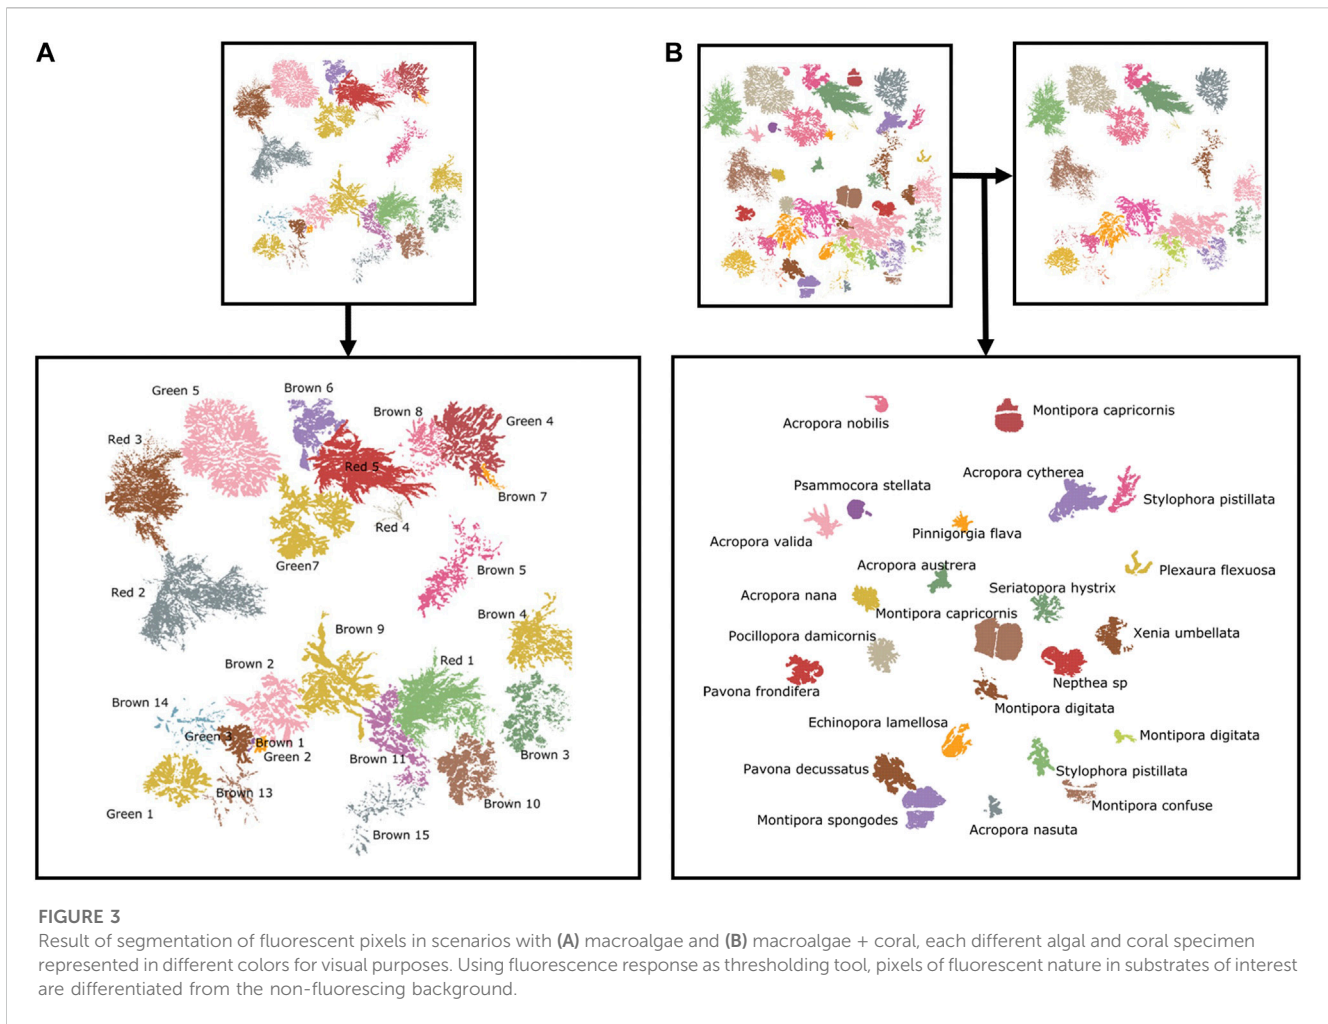 A
B
Green 5
Brown 6
Brown 8
Green 4
Red 3
Red 5
Brown 7
Red 4
Green7
Brown 5
Red 2
Brown 4
Brown 9
Red 1
Brown 2
Brown 14
Green 3
Brown 1
Green 2
Brown 11
Brown 3
Brown 13
Green 1
Brown 10
Brown 15
Acropora nobilis
Montipora capricornis
Acropora cytherea
Psammocora stellata
Stylophora pistillata
Acropora valida
Pinnigorgia flava
Acropora austrera
Plexaura flexuosa
Seriatopora hystrix
Acropora nana
Montipora capricornis
Pocillopora damicornis
Xenia umbellata
Pavona frondifera
Nepthea sp
Montipora digitata
Echinopora lamellosa
Montipora digitata
Pavona decussatus
Stylophora pistillata
Montipora confuse
Montipora spongodes
Acropora nasuta
FIGURE 3
Result of segmentation of fluorescent pixels in scenarios with (A) macroalgae and (B) macroalgae + coral, each different algal and coral specimen
represented in different colors for visual purposes. Using fluorescence response as thresholding tool, pixels of fluorescent nature in substrates of interest
are differentiated from the non-fluorescing background.